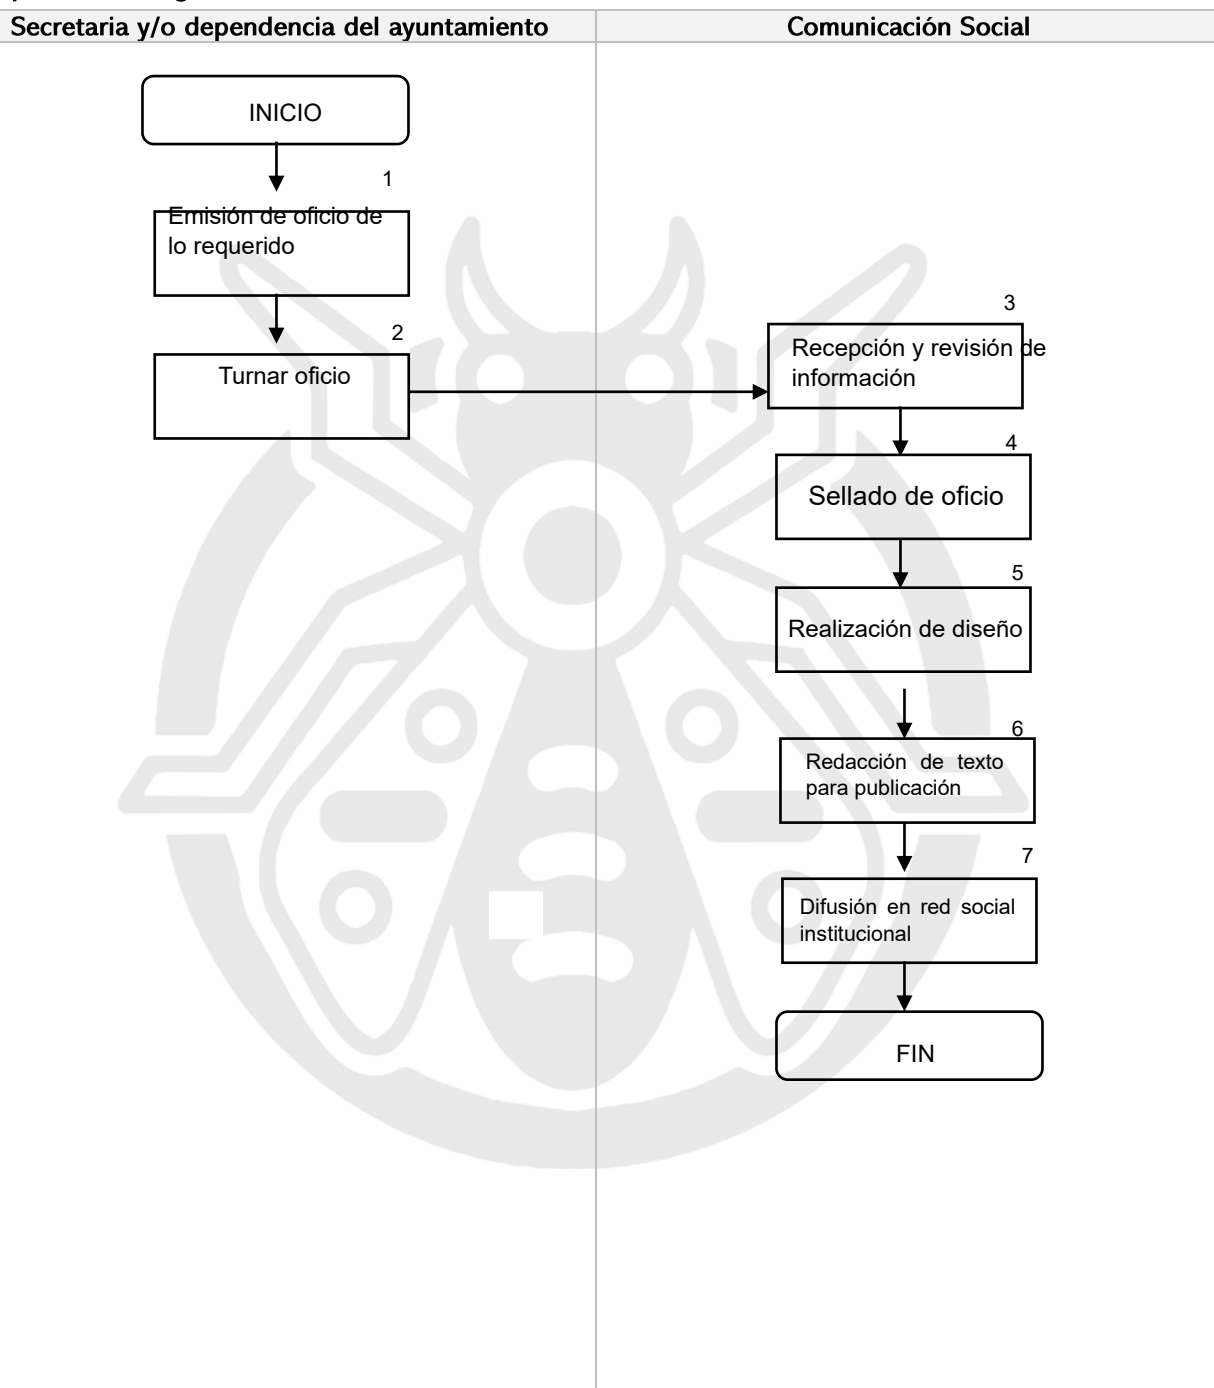 Secretaria y/o dependencia del ayuntamiento
Comunicación Social
INICIO
1
Emisión de oficio de
lo requerido
2
Turnar oficio
3
Recepción y revisión de
información
4
Sellado de oficio
5
Realización de diseño
6
Redacción de texto
para publicación
7
Difusión en red social
institucional
FIN